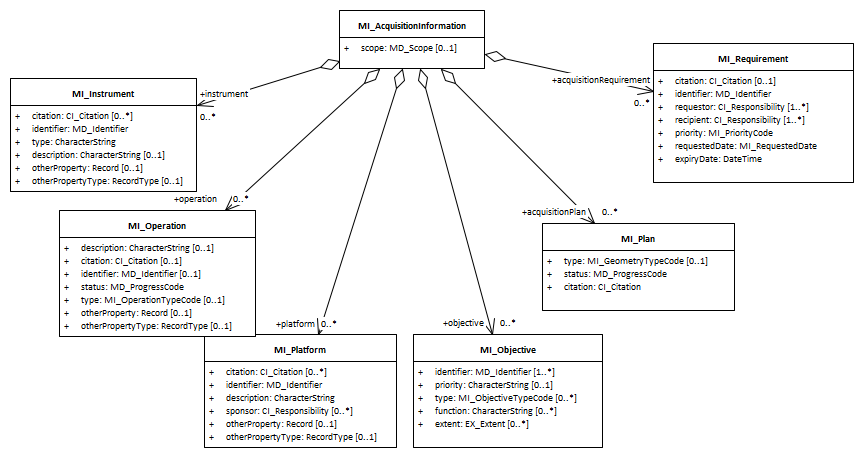 MI_AcquisitionInformation
+ scope: MD_Scope [0..1]
+instrument
0..*
+acquisitionRequirement
0..*
MI_Instrument
+ citation: CI_Citation [0..*]
+ identifier: MD_Identifier
+ type: CharacterString
+ description: CharacterString [0..1]
+ otherProperty: Record [0..1]
+ otherPropertyType: RecordType [0..1]
MI_Requirement
+ citation: CI_Citation [0..1]
+ identifier: MD_Identifier
+ requestor: CI_Responsibility [1..*]
+ recipient: CI_Responsibility [1..*]
+ priority: MI_PriorityCode
+ requestedDate: MI_RequestedDate
+ expiryDate: DateTime
+operation 0..*
+acquisitionPlan 0..*
MI_Operation
+ description: CharacterString [0..1]
+ citation: CI_Citation [0..1]
+ identifier: MD_Identifier [0..1]
+ status: MD_ProgressCode
+ type: MI_OperationTypeCode [0..1]
+ otherProperty: Record [0..1]
+ otherPropertyType: RecordType [0..1]
MI_Plan
+ type: MI_GeometryTypeCode [0..1]
+ status: MD_ProgressCode
+ citation: CI_Citation
+platform 0..*
+objective 0..*
MI_Platform
+ citation: CI_Citation [0..*]
+ identifier: MD_Identifier
+ description: CharacterString
+ sponsor: CI_Responsibility [0..*]
+ otherProperty: Record [0..1]
+ otherPropertyType: RecordType [0..1]
MI_Objective
+ identifier: MD_Identifier [1..*]
+ priority: CharacterString [0..1]
+ type: MI_ObjectiveTypeCode [0..*]
+ function: CharacterString [0..*]
+ extent: EX_Extent [0..*]